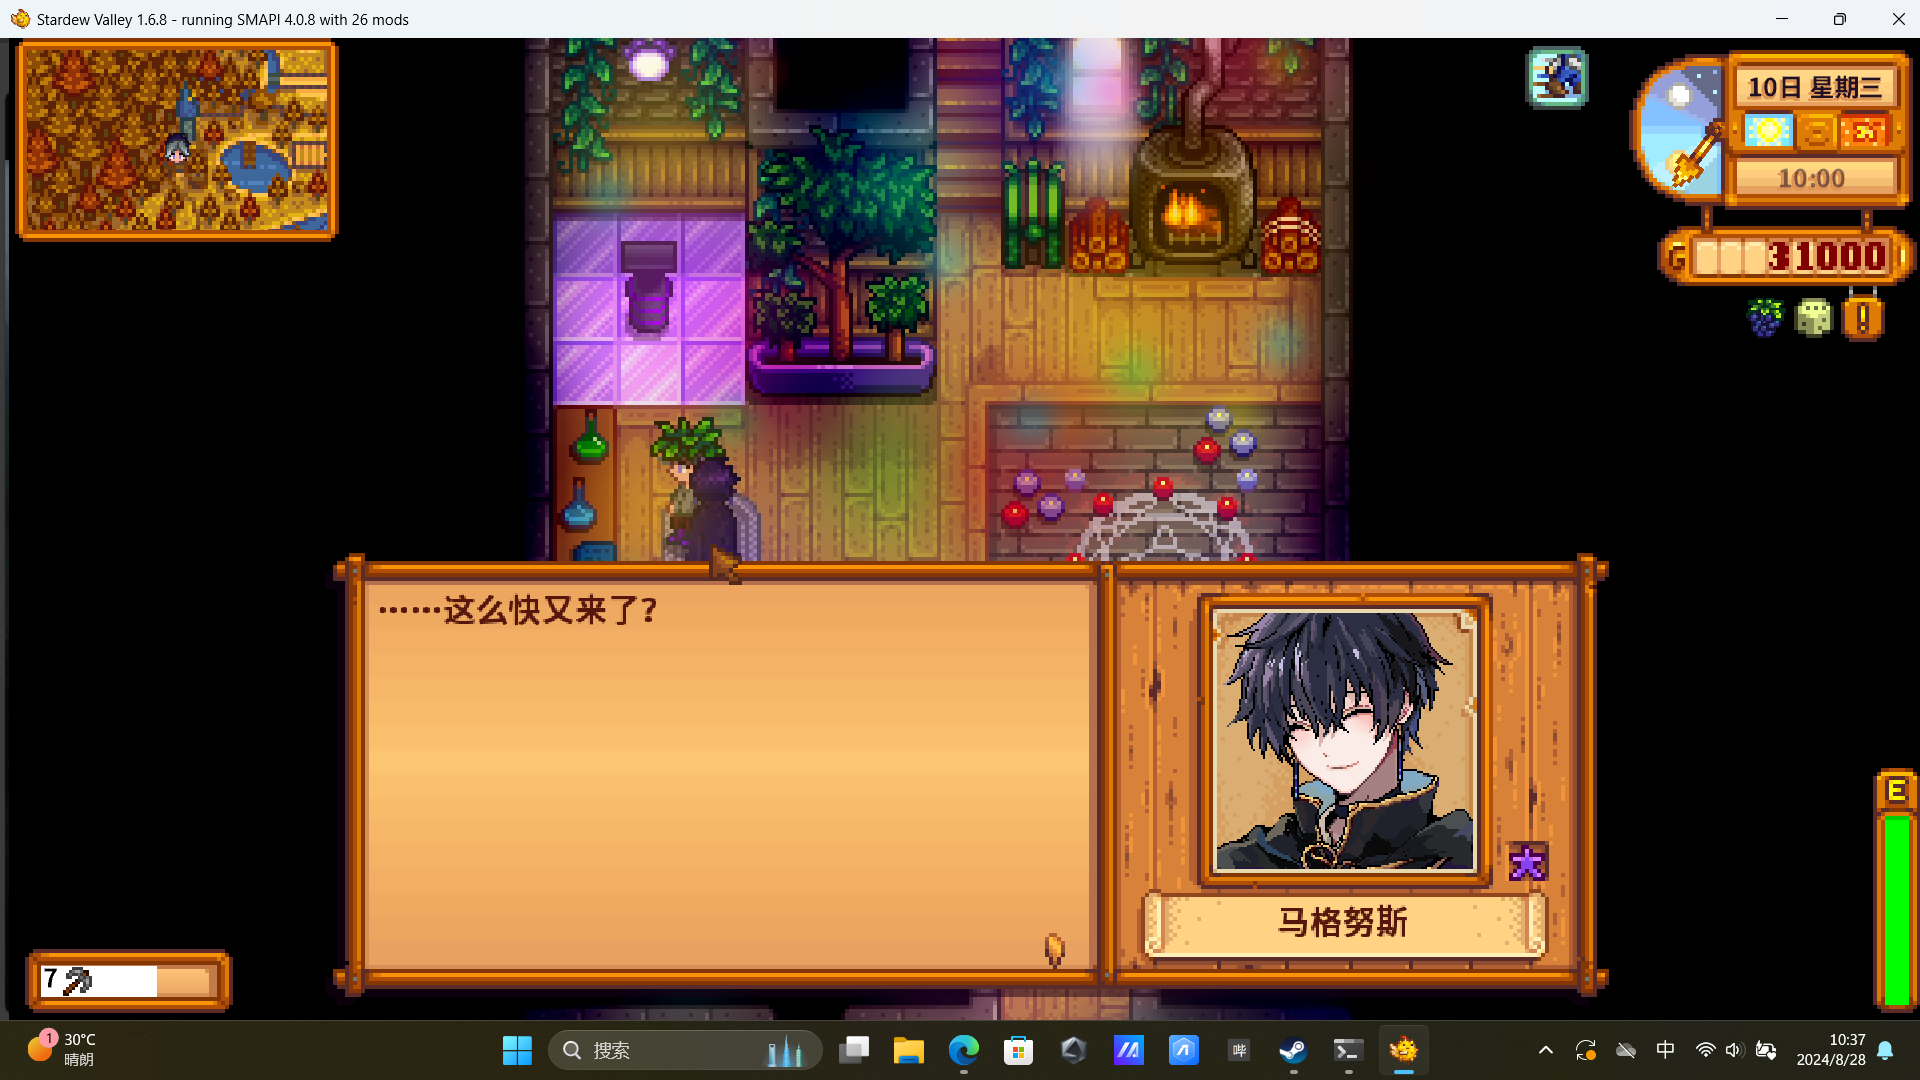 Stardew Valley 1.6.8 - running SMAPI 4.0.8 with 26 mods
10日 星期三
10:00
G
31000
!
……这么快又来了?
马格努斯
E
7
1
30°C
晴朗
搜索
哔
中
10:37
2024/8/28